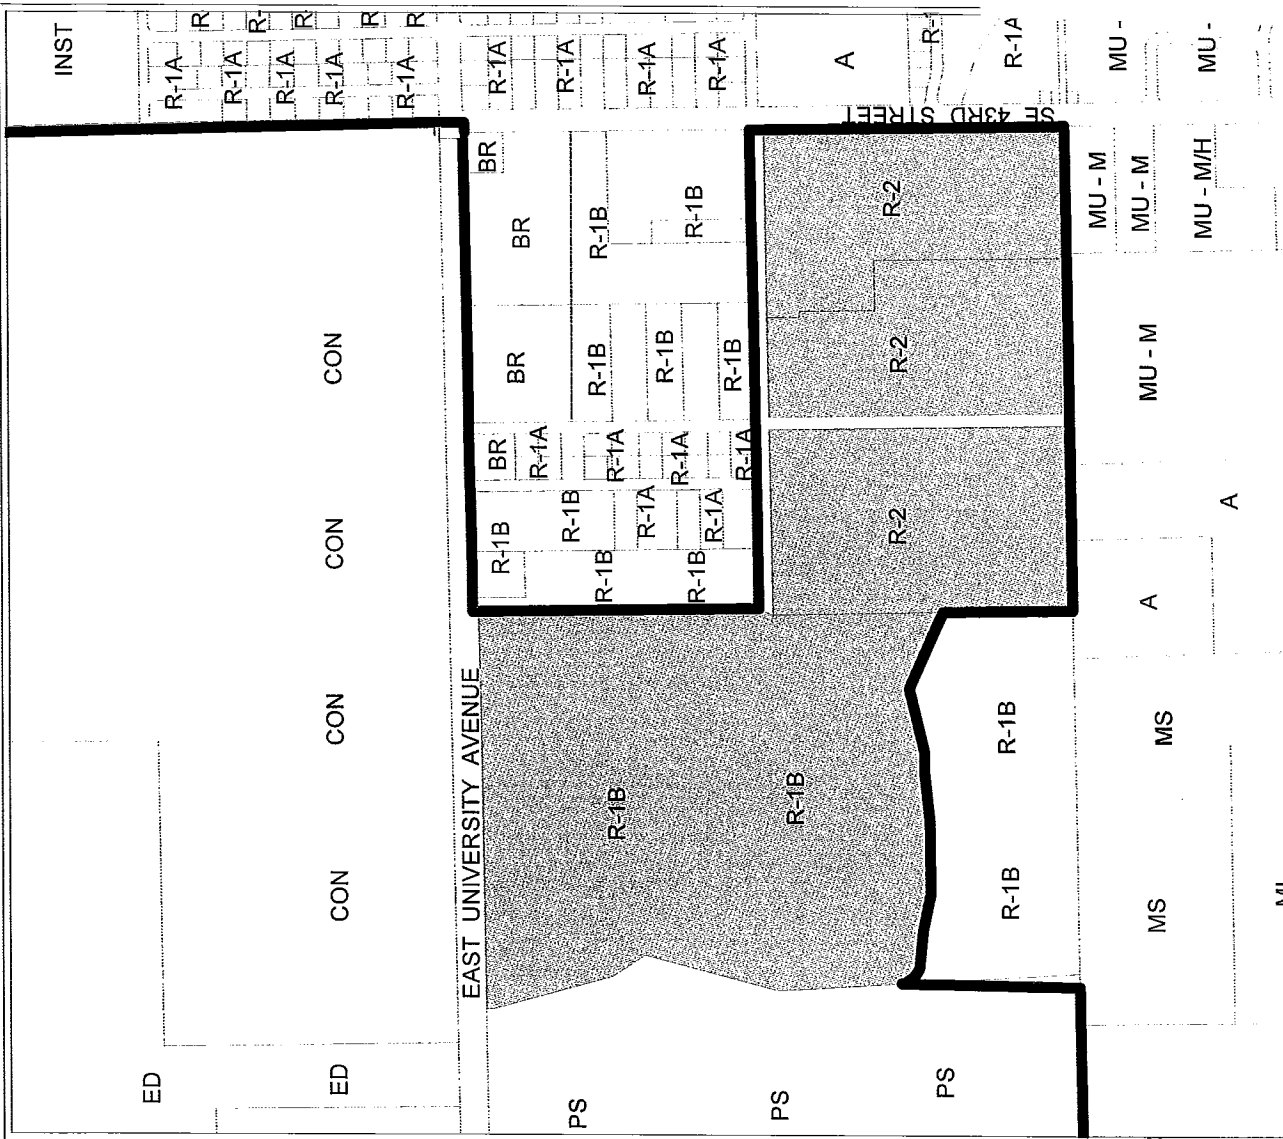 INST
R-1A
R-1A
R-1A
R-1A
R-1A
R-1A
R-1A
R-1A
R-1A
A
R-1A
MU -
MU -
SE 43RD STREET
BR
BR
R-1B
R-1B
R-2
MU - M
MU - M
MU - M/H
CON
BR
R-1B
R-1B
R-1B
R-2
MU - M
BR
R-1A
R-1A
R-1A
R-1A
CON
R-1B
R-1B
R-1A
R-1A
R-2
A
R-1B
R-1B
A
CON
EAST UNIVERSITY AVENUE
R-1B
MS
R-1B
R-1B
CON
R-1B
MS
ED
ED
PS
PS
PS